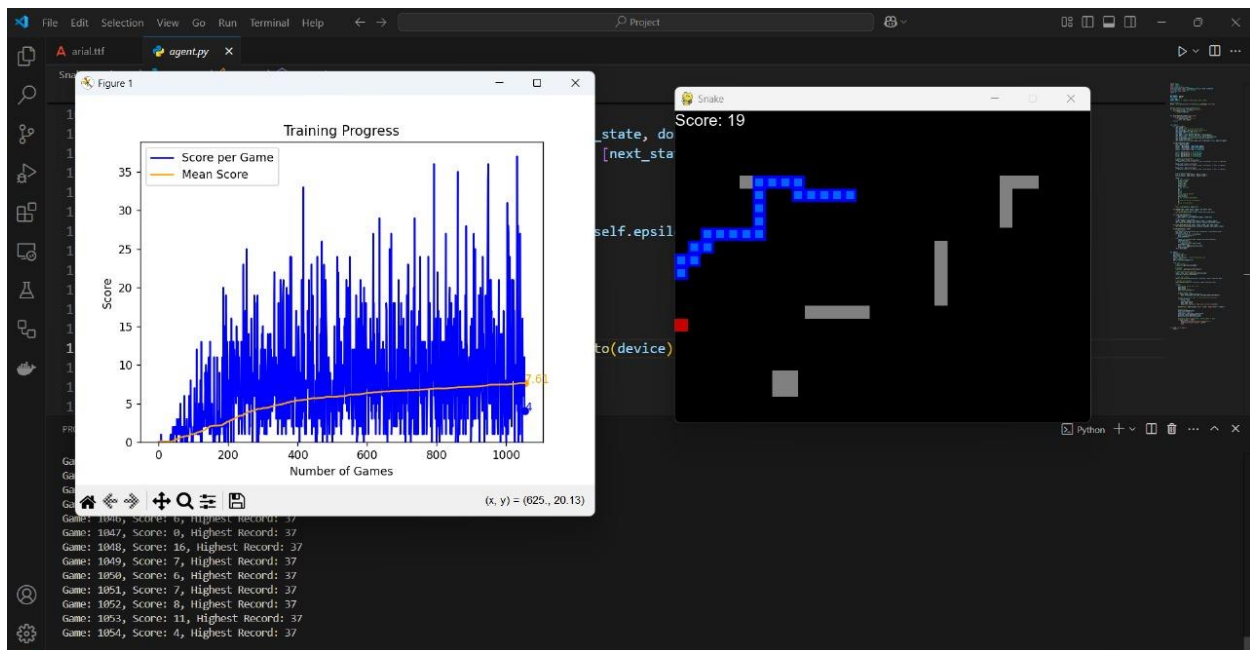 File Edit Selection View Go Run Terminal Help
Project
arial.ttf
agent.py
Figure 1
Training Progress
Score per Game
Mean Score
35
30
25
20
15
10
5
0
Score
0 200 400 600 800 1000
Number of Games
7.61
4
(x, y) = (625., 20.13)
_state, do
[next_sta
self.epsil
to(device)
Snake
Score: 19
Python
Game: 1046, Score: 6, Highest Record: 37
Game: 1047, Score: 0, Highest Record: 37
Game: 1048, Score: 16, Highest Record: 37
Game: 1049, Score: 7, Highest Record: 37
Game: 1050, Score: 6, Highest Record: 37
Game: 1051, Score: 7, Highest Record: 37
Game: 1052, Score: 8, Highest Record: 37
Game: 1053, Score: 11, Highest Record: 37
Game: 1054, Score: 4, Highest Record: 37